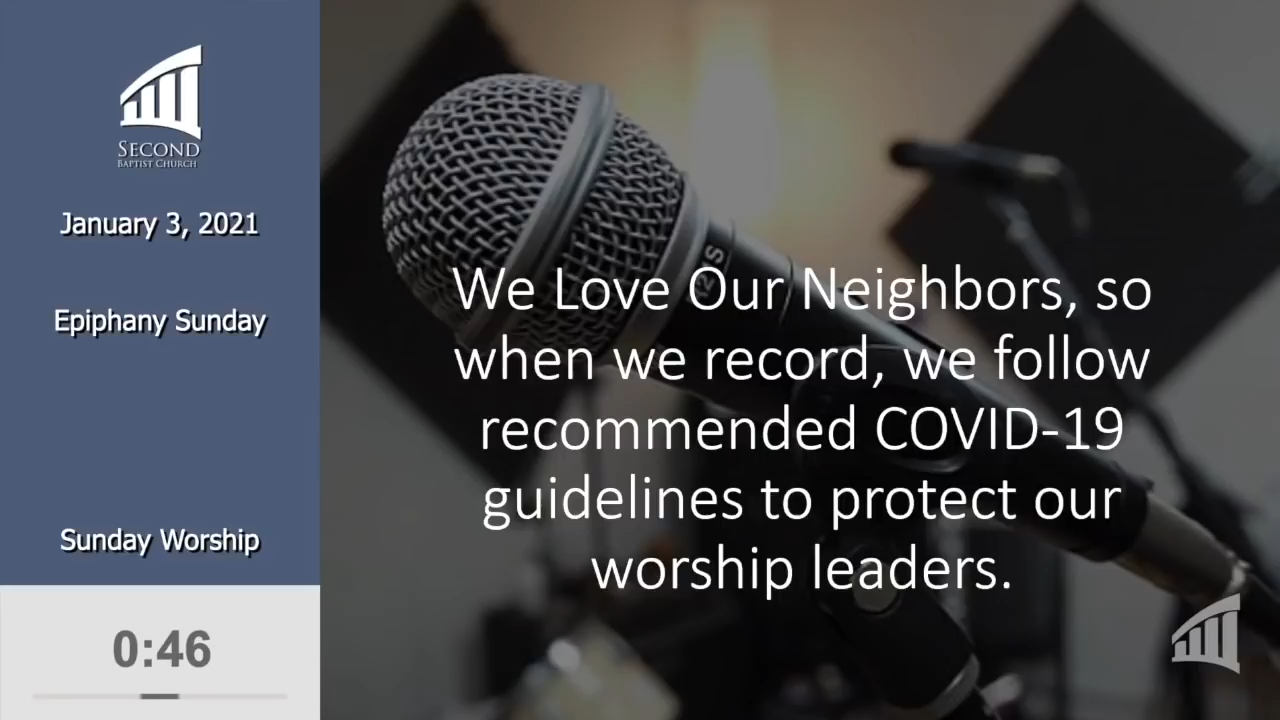 SECOND
BAPTIST CHURCH
January 3, 2021
Epiphany Sunday
Sunday Worship
0:46
We Love Our Neighbors, so
when we record, we follow
recommended COVID-19
guidelines to protect our
worship leaders.